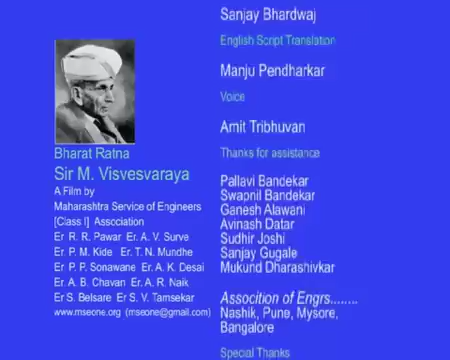 Bharat Ratna
Sir M. Visvesvaraya
A Film by
Maharashtra Service of Engineers
[Class I] Association
Er R. R. Pawar Er. A. V. Surve
Er. P. M. Kide Er. T. N. Mundhe
Er. P. P. Sonawane Er. A. K. Desai
Er. A. B. Chavan Er. A. R. Naik
Er S. Belsare Er S. V. Tamsekar
www.mseone.org (mseone@gmail.com)
Sanjay Bhardwaj
English Script Translation
Manju Pendharkar
Voice
Amit Tribhuvan
Thanks for assistance
Pallavi Bandekar
Swapnil Bandekar
Ganesh Alawani
Avinash Datar
Sudhir Joshi
Sanjay Gugale
Mukund Dharashivkar
Assocition of Engrs........
Nashik, Pune, Mysore,
Bangalore
Special Thanks